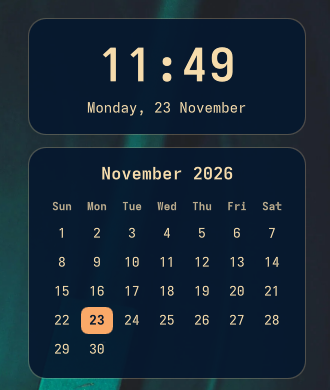 11:49
Monday, 23 November
November 2026
Sun Mon Tue Wed Thu Fri Sat
1 2 3 4 5 6 7
8 9 10 11 12 13 14
15 16 17 18 19 20 21
22 23 24 25 26 27 28
29 30